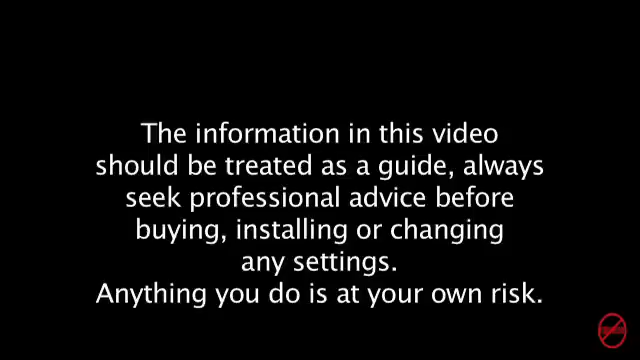 The information in this video
should be treated as a guide, always
seek professional advice before
buying, installing or changing
any settings.
Anything you do is at your own risk.